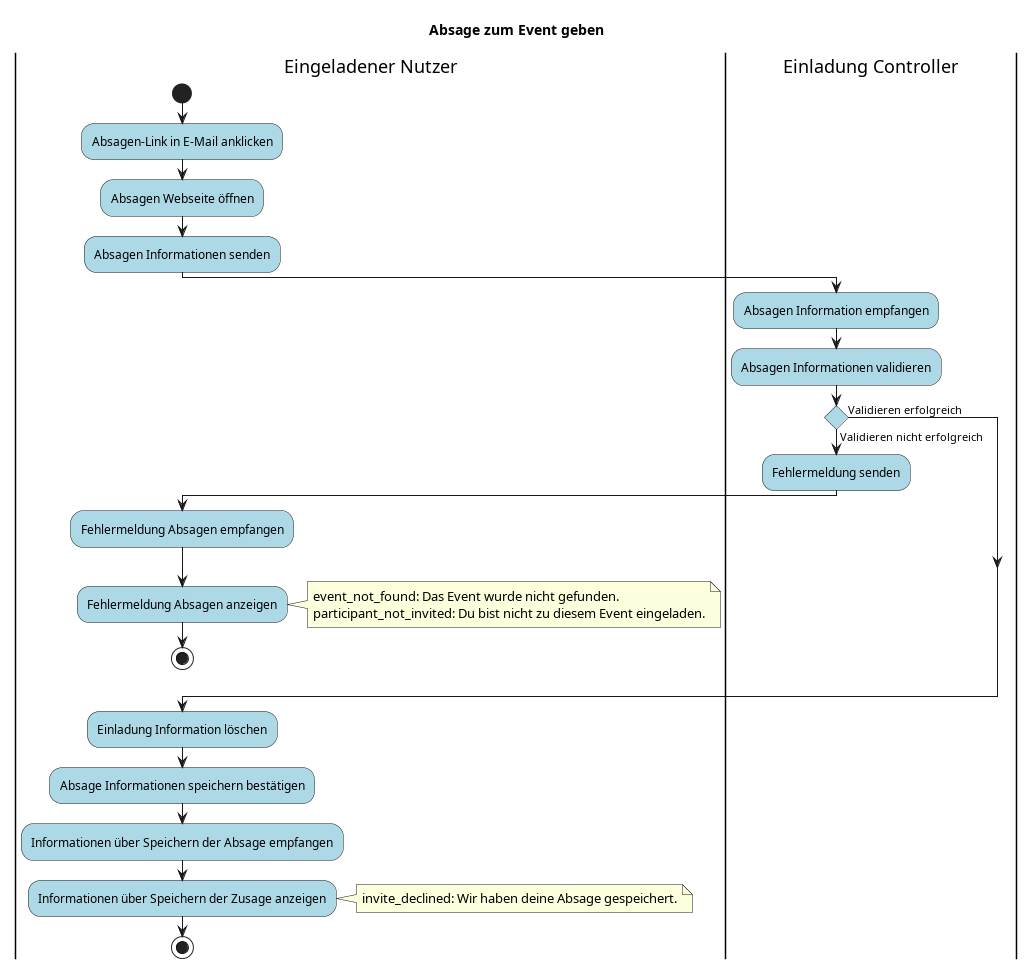 Absage zum Event geben
Eingeladener Nutzer
Einladung Controller
Absagen-Link in E-Mail anklicken
Absagen Webseite öffnen
Absagen Informationen senden
Absagen Information empfangen
Absagen Informationen validieren
Validieren erfolgreich
Validieren nicht erfolgreich
Fehlermeldung senden
Fehlermeldung Absagen empfangen
Fehlermeldung Absagen anzeigen
event_not_found: Das Event wurde nicht gefunden.
participant_not_invited: Du bist nicht zu diesem Event eingeladen.
Einladung Information löschen
Absage Informationen speichern bestätigen
Informationen über Speichern der Absage empfangen
Informationen über Speichern der Zusage anzeigen
invite_declined: Wir haben deine Absage gespeichert.